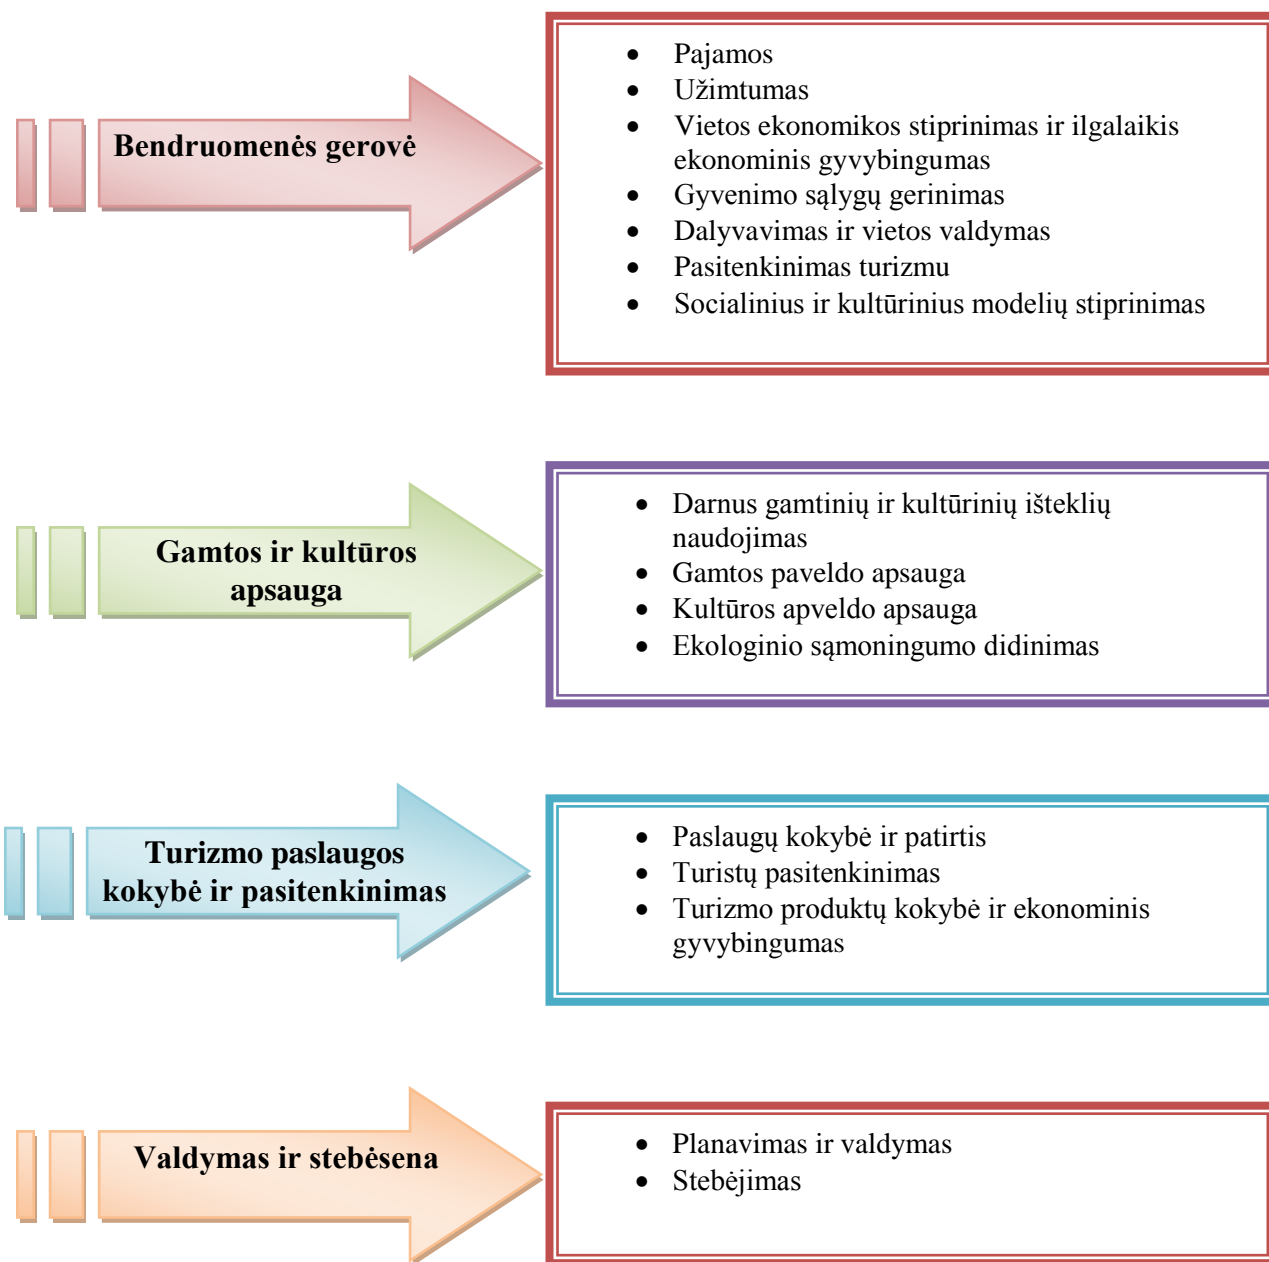 Bendruomenės gerovė
• Pajamos
• Užimtumas
• Vietos ekonomikos stiprinimas ir ilgalaikis
ekonominis gyvybingumas
• Gyvenimo sąlygų gerinimas
• Dalyvavimas ir vietos valdymas
• Pasitenkinimas turizmu
• Socialinius ir kultūrinius modelių stiprinimas
Gamtos ir kultūros
apsauga
• Darnus gamtinių ir kultūrinių išteklių
naudojimas
• Gamtos paveldo apsauga
• Kultūros apveldo apsauga
• Ekologinio sąmoningumo didinimas
Turizmo paslaugos
kokybė ir pasitenkinimas
• Paslaugų kokybė ir patirtis
• Turistų pasitenkinimas
• Turizmo produktų kokybė ir ekonominis
gyvybingumas
Valdymas ir stebėsena
• Planavimas ir valdymas
• Stebėjimas